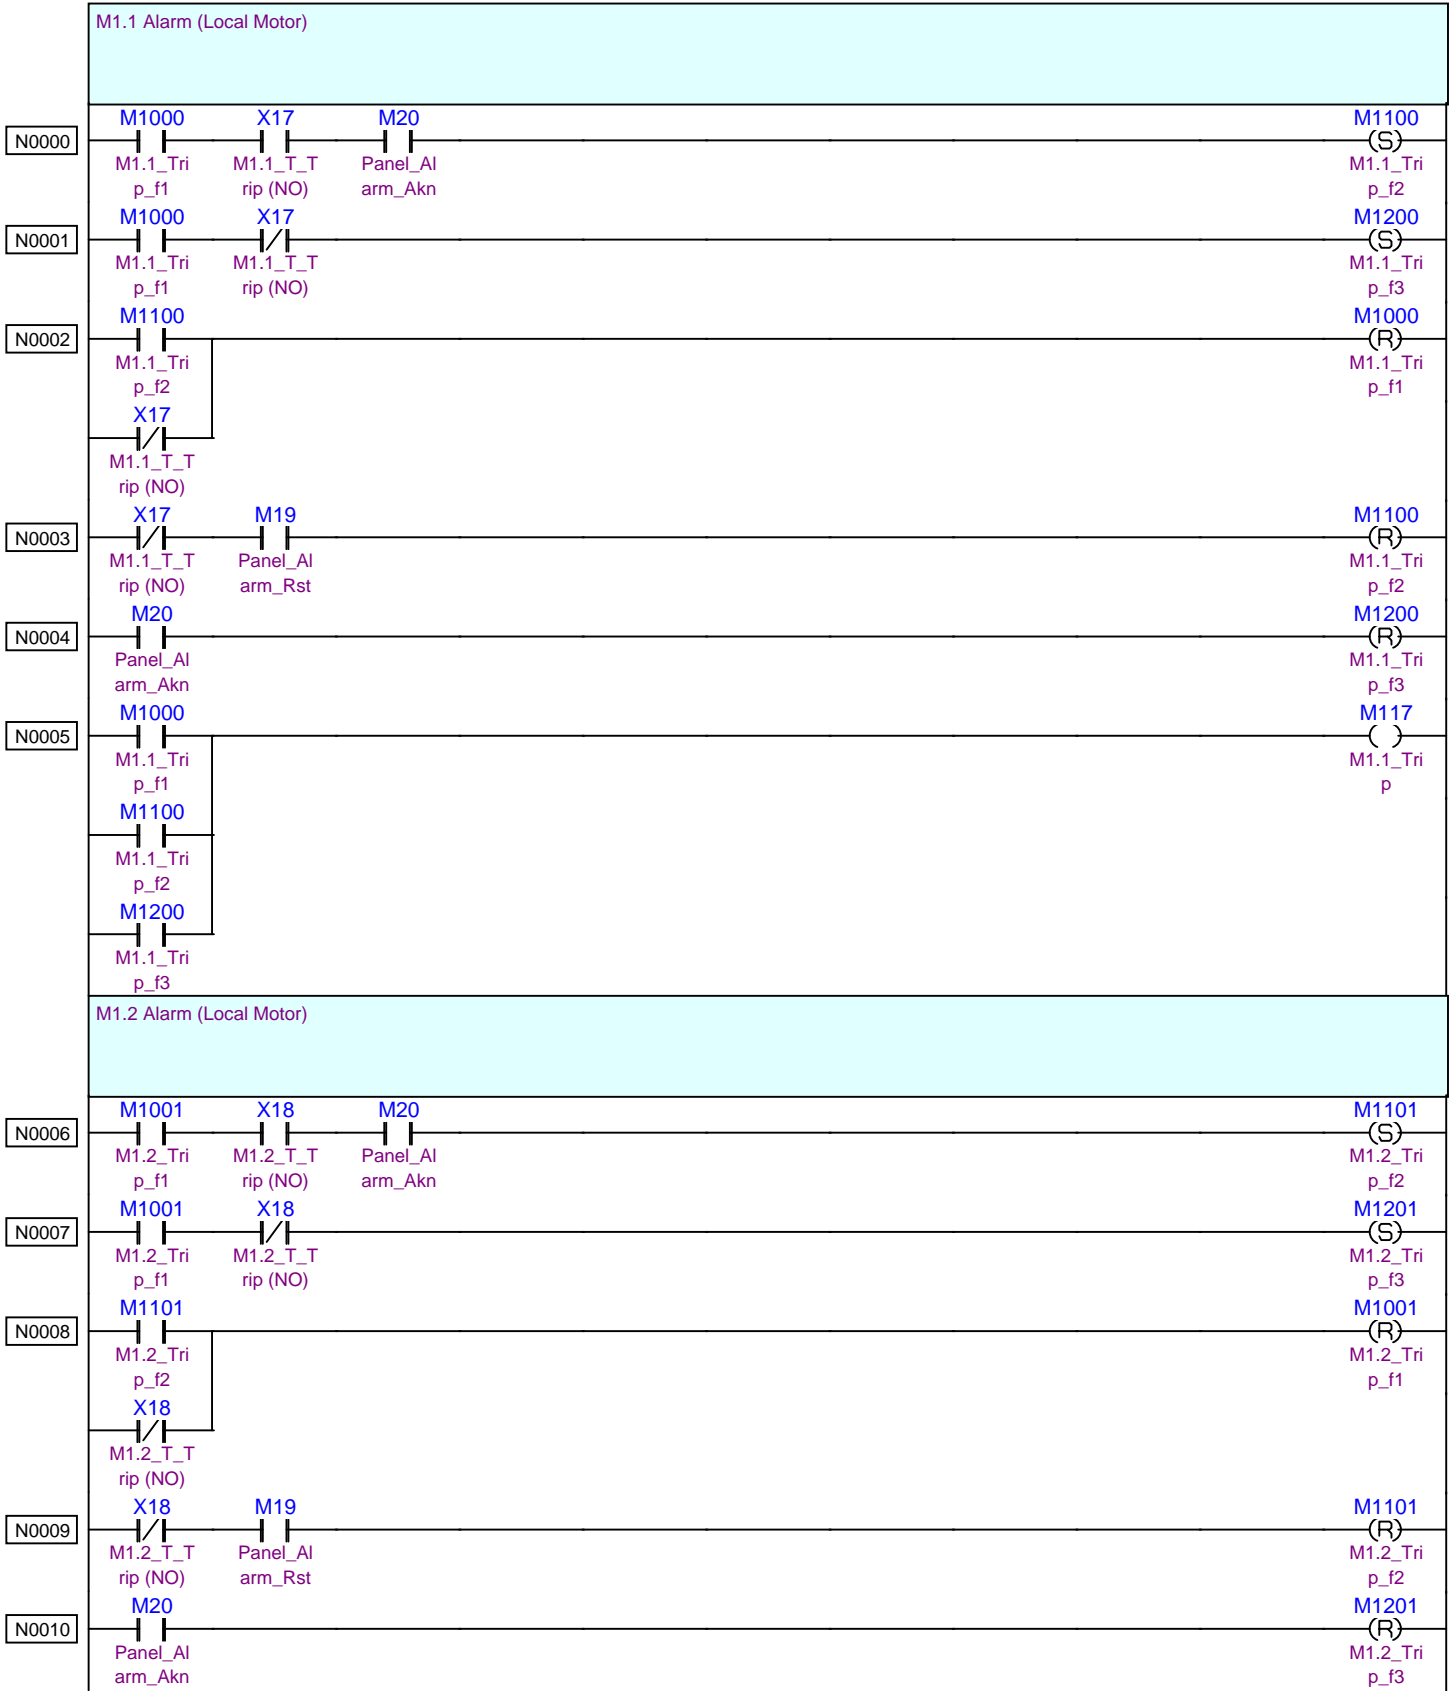 M1.1 Alarm (Local Motor)
N0000
M1000 X17 M20 M1100
S
M1.1_Tri M1.1_T_T Panel_Al M1.1_Tri
p_f1 rip (NO) arm_Akn p_f2
N0001
M1000 X17 M1200
S
M1.1_Tri M1.1_T_T M1.1_Tri
p_f1 rip (NO) p_f3
N0002
M1100 M1000
R
M1.1_Tri M1.1_Tri
p_f2 p_f1
X17
M1.1_T_T
rip (NO)
N0003
X17 M19 M1100
R
M1.1_T_T Panel_Al M1.1_Tri
rip (NO) arm_Rst p_f2
N0004
M20 M1200
R
Panel_Al M1.1_Tri
arm_Akn p_f3
N0005
M1000 M117
M1.1_Tri M1.1_Tri
p_f1 p
M1100
M1.1_Tri
p_f2
M1200
M1.1_Tri
p_f3
M1.2 Alarm (Local Motor)
N0006
M1001 X18 M20 M1101
S
M1.2_Tri M1.2_T_T Panel_Al M1.2_Tri
p_f1 rip (NO) arm_Akn p_f2
N0007
M1001 X18 M1201
S
M1.2_Tri M1.2_T_T M1.2_Tri
p_f1 rip (NO) p_f3
N0008
M1101 M1001
R
M1.2_Tri M1.2_Tri
p_f2 p_f1
X18
M1.2_T_T
rip (NO)
N0009
X18 M19 M1101
R
M1.2_T_T Panel_Al M1.2_Tri
rip (NO) arm_Rst p_f2
N0010
M20 M1201
R
Panel_Al M1.2_Tri
arm_Akn p_f3